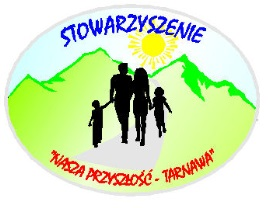 STOWARZYSZENIE
"NASZA PRZYSZŁOŚĆ - TARNAWA"